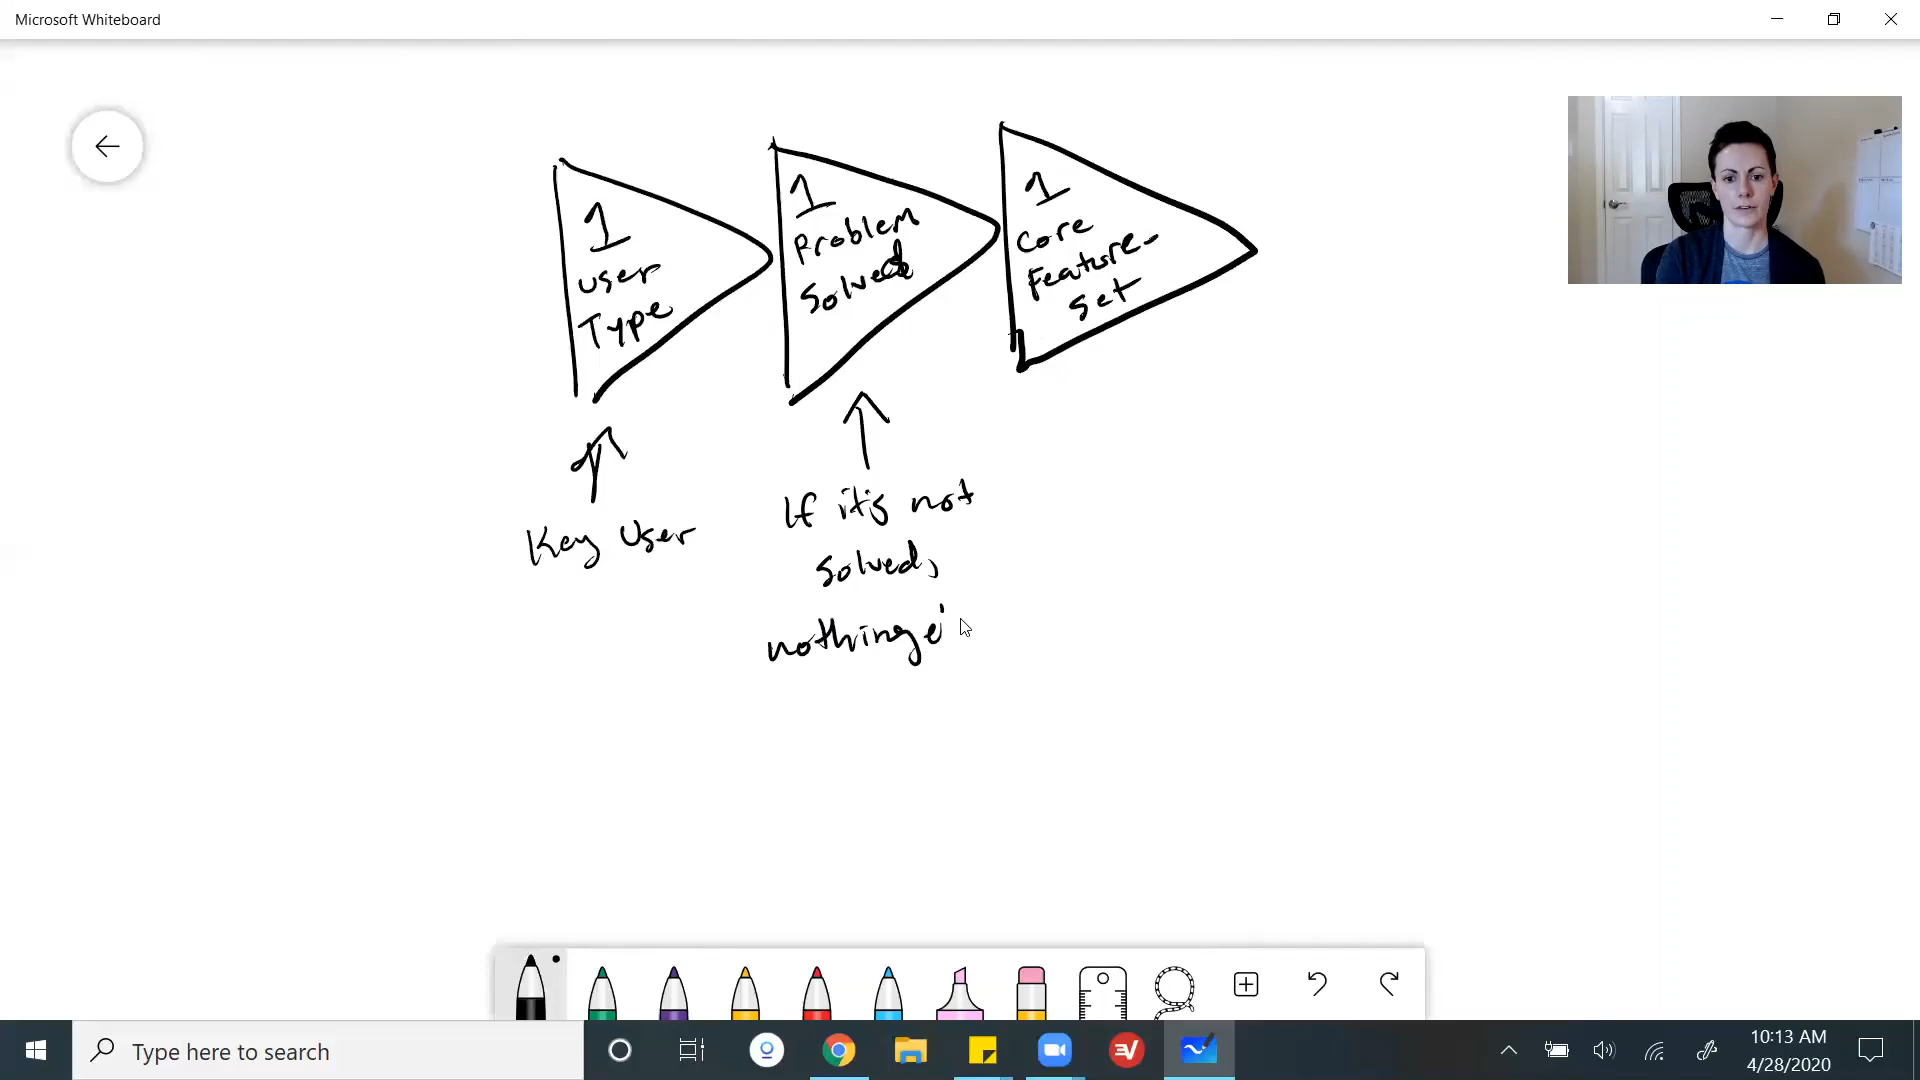 Microsoft Whiteboard
1
User
Type
1
Problem
Solved
1
Core
Feature-
set
Key User
If it's not
solved,
nothing
Type here to search
10:13 AM
4/28/2020